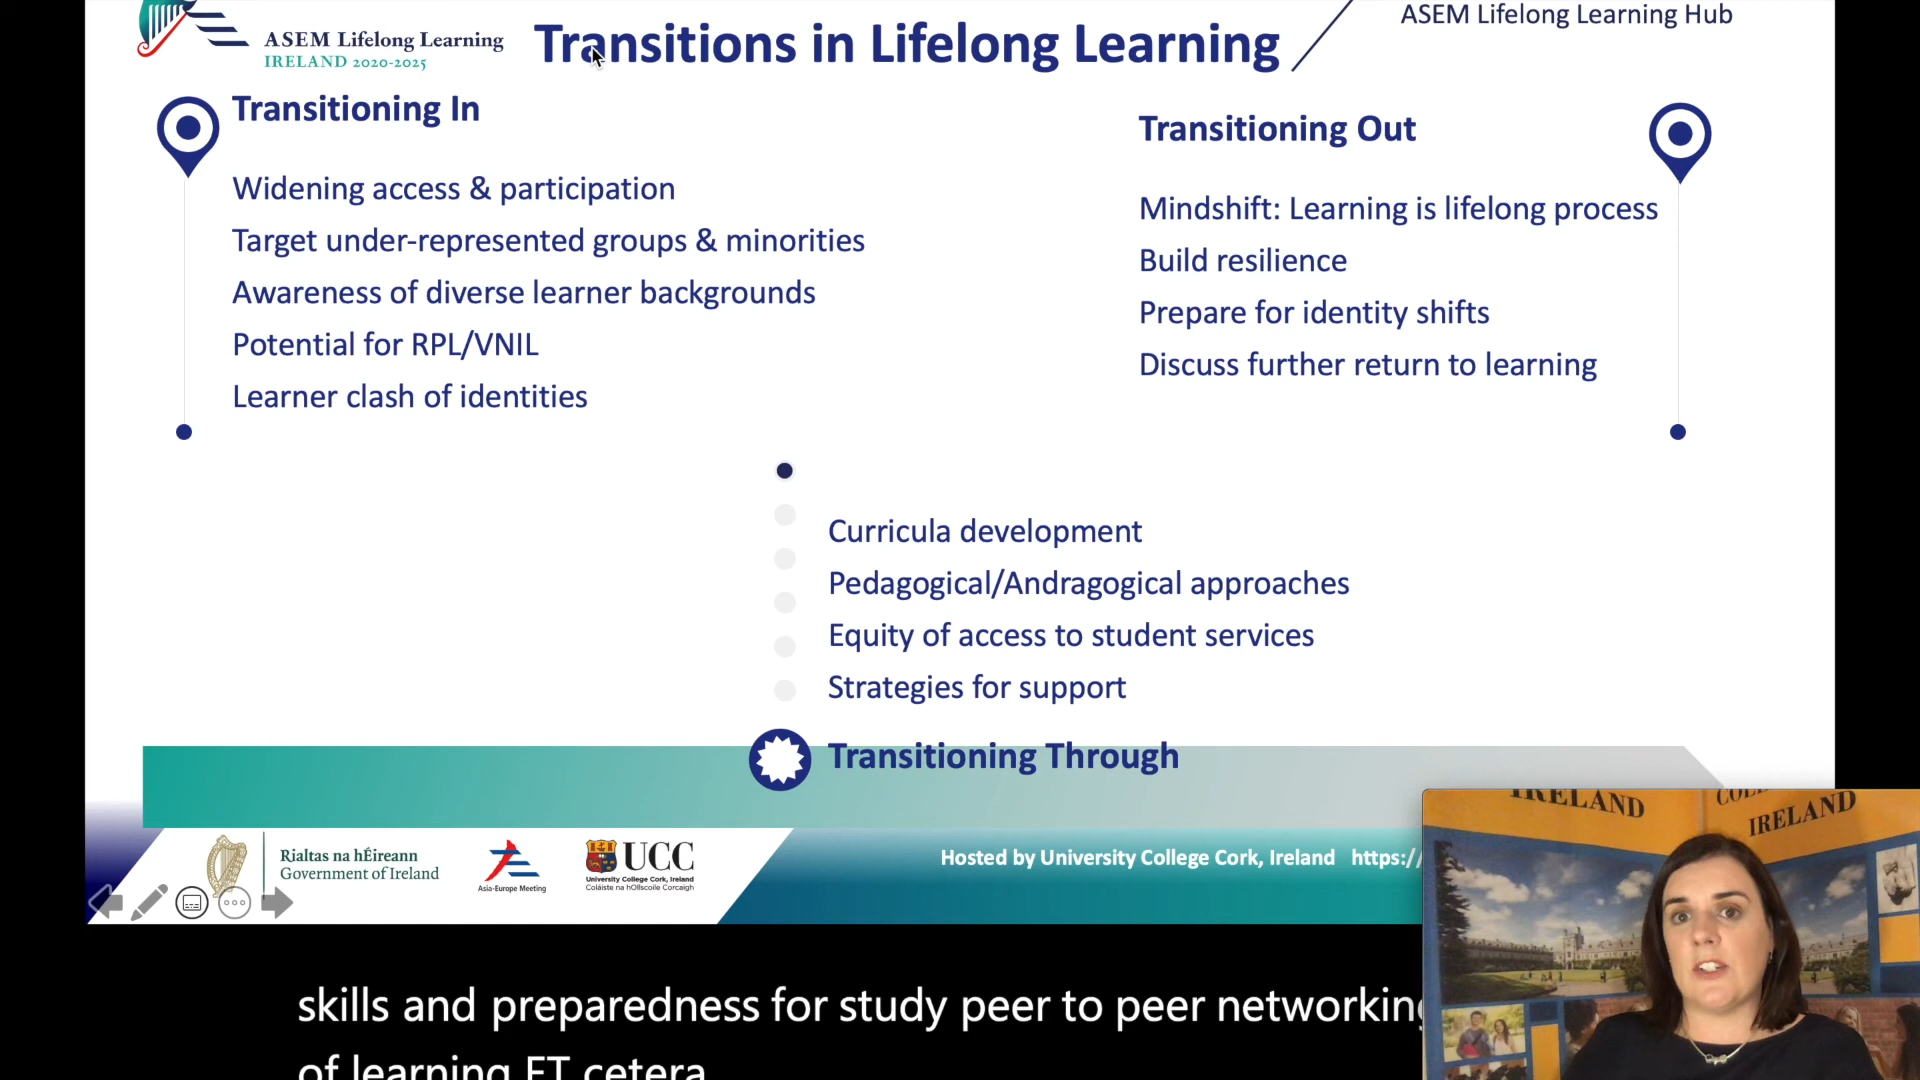 ASEM Lifelong Learning
IRELAND 2020-2025
Transitions in Lifelong Learning
ASEM Lifelong Learning Hub
Transitioning In
Widening access & participation
Target under-represented groups & minorities
Awareness of diverse learner backgrounds
Potential for RPL/VNIL
Learner clash of identities
Transitioning Out
Mindshift: Learning is lifelong process
Build resilience
Prepare for identity shifts
Discuss further return to learning
Curricula development
Pedagogical/Andragogical approaches
Equity of access to student services
Strategies for support
Transitioning Through
Rialtas na hÉireann
Government of Ireland
Asia-Europe Meeting
UCC
University College Cork, Ireland
Coláiste na hOllscoile Corcaigh
Hosted by University College Cork, Ireland https://
IRELAND
IRELAND
skills and preparedness for study peer to peer networking
of learning ET cetera